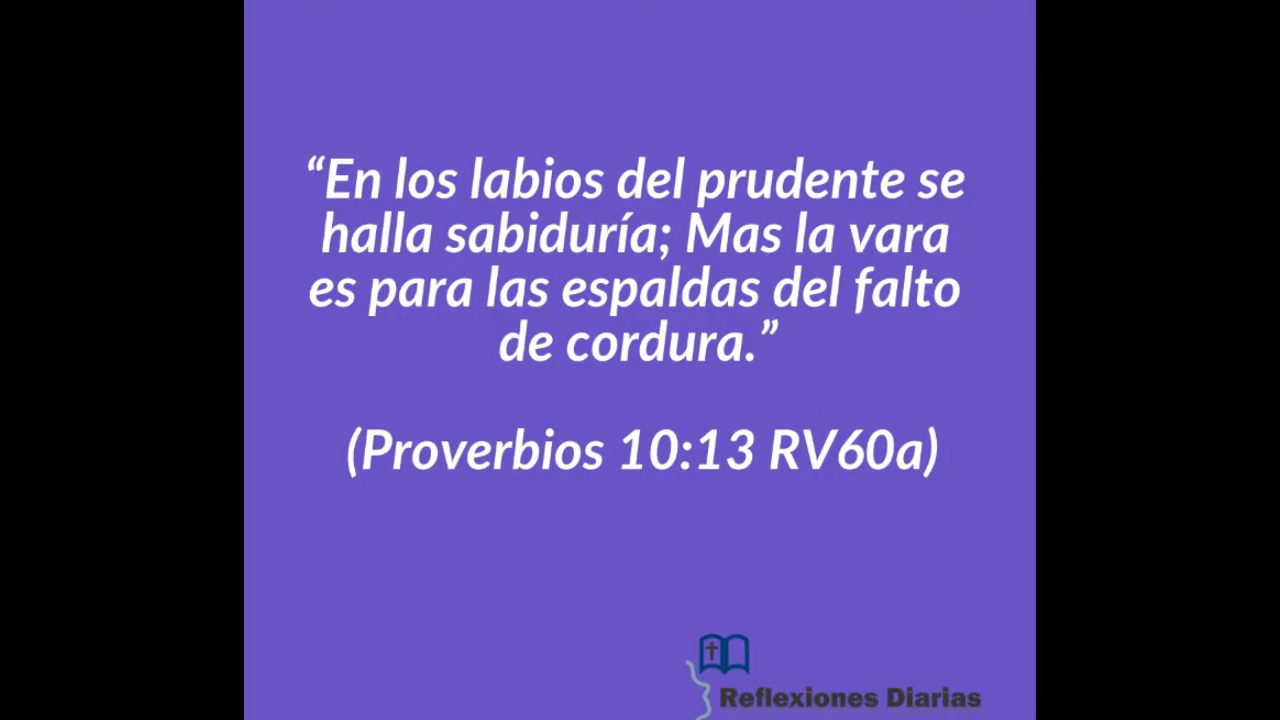 “En los labios del prudente se
halla sabiduría; Mas la vara
es para las espaldas del falto
de cordura.”
(Proverbios 10:13 RV60a)
Reflexiones Diarias